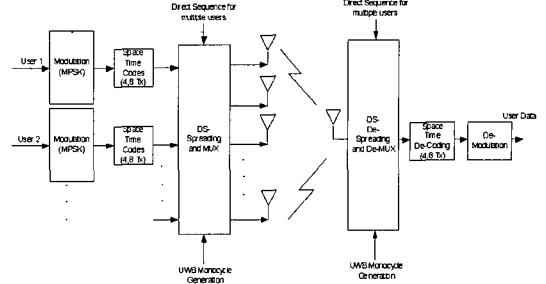 Direct Sequence for
multiple users
User 1
Modulation
(MPSK)
Space
Time
Codes
(4,8 Tx)
User 2
Modulation
(MPSK)
Space
Time
Codes
(4,8 Tx)
DS-
Spreading
and MUX
UWB Monocycle
Generation
Direct Sequence for
multiple users
DS-
De-
Spreading
and De-MUX
Space
Time
De-Coding
(4,8 Tx)
De-
Modulation
User Data
UWB Monocycle
Generation